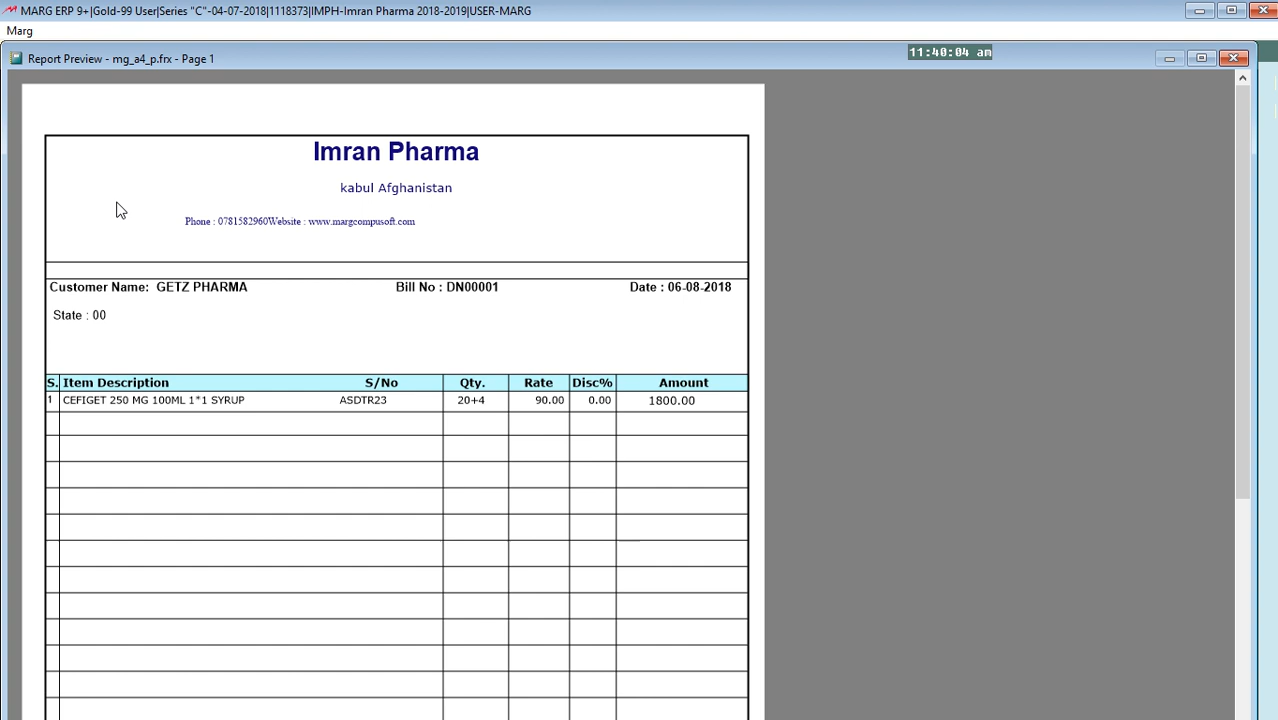 MARG ERP 9+|Gold-99 User|Series "C"-04-07-2018|1118373|IMPH-Imran Pharma 2018-2019|USER-MARG
Marg
Report Preview - mg_a4_p.frx - Page 1
11:40:04 am
Imran Pharma
kabul Afghanistan
Phone : 0781582960Website : www.margcompusoft.com
Customer Name: GETZ PHARMA Bill No : DN00001 Date : 06-08-2018
State : 00
S. Item Description S/No Qty. Rate Disc% Amount
1 CEFIGET 250 MG 100ML 1*1 SYRUP ASDTR23 20+4 90.00 0.00 1800.00